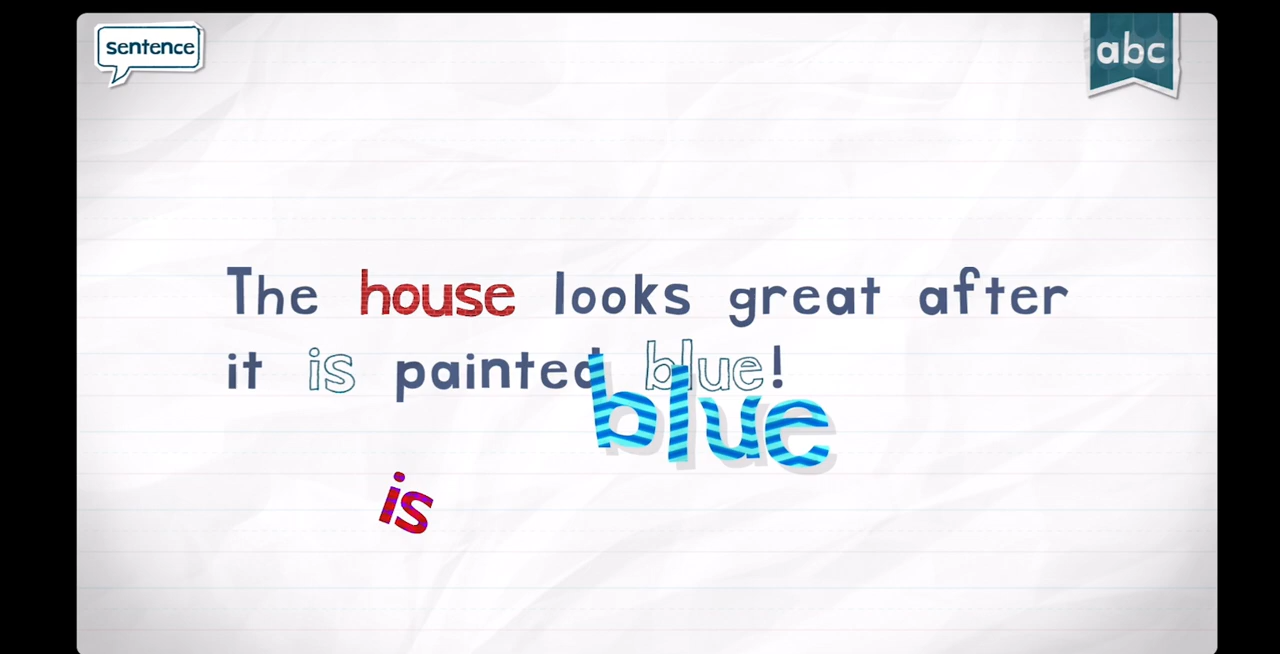 sentence
abc
The house looks great after
it is painted blue!
blue
is